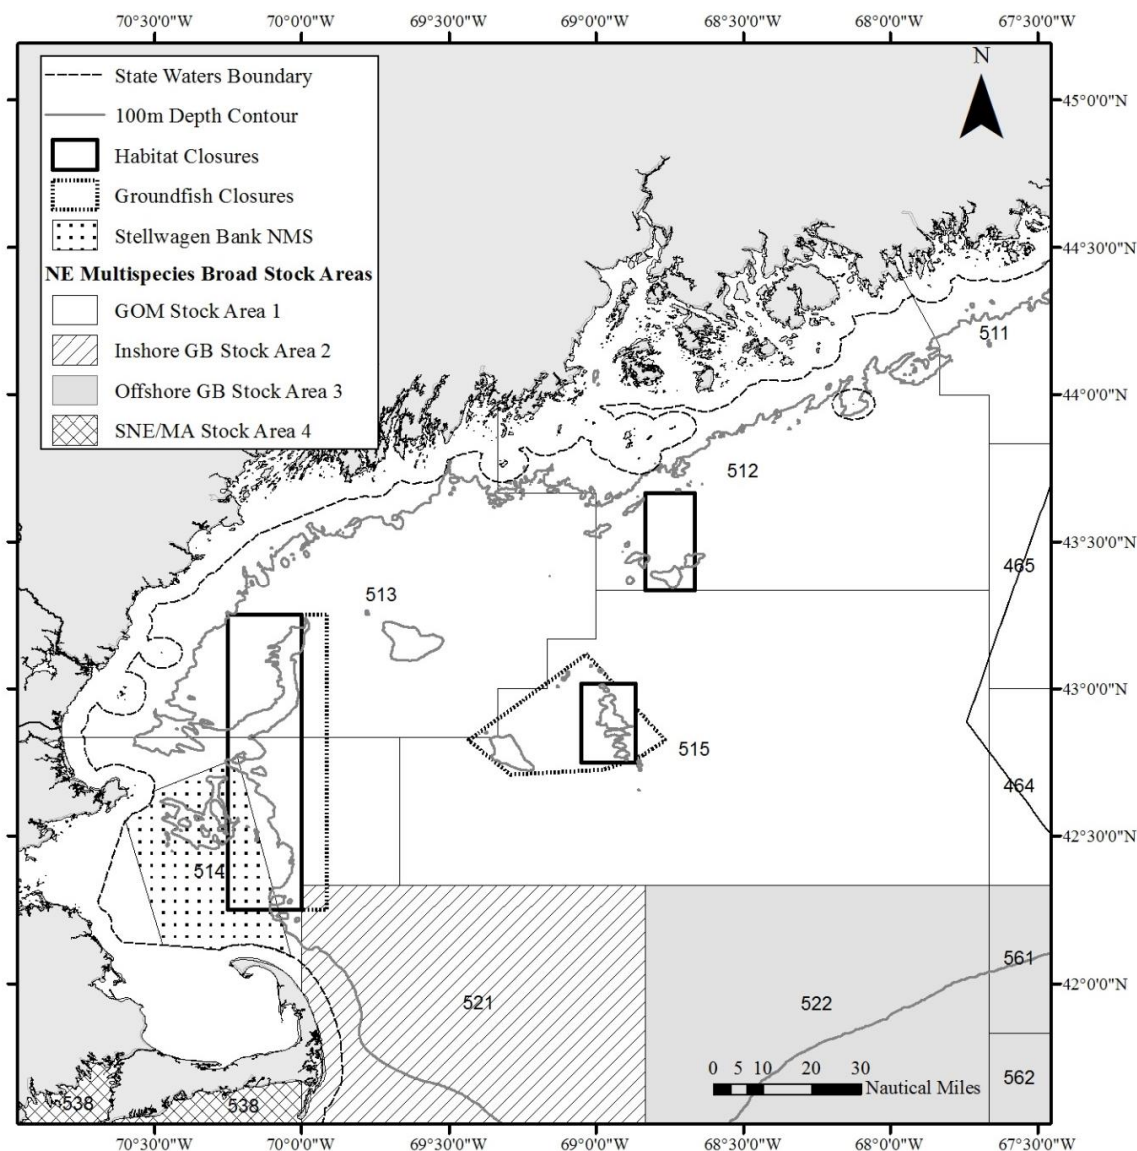 70°30'0"W 70°0'0"W 69°30'0"W 69°0'0"W 68°30'0"W 68°0'0"W 67°30'0"W
State Waters Boundary
100m Depth Contour
Habitat Closures
Groundfish Closures
Stellwagen Bank NMS
NE Multispecies Broad Stock Areas
GOM Stock Area 1
Inshore GB Stock Area 2
Offshore GB Stock Area 3
SNE/MA Stock Area 4
N
45°0'0"N
44°30'0"N
511
44°0'0"N
512
43°30'0"N
465
513
43°0'0"N
515
464
42°30'0"N
514
561
42°0'0"N
521
522
562
538
538
0 5 10 20 30
Nautical Miles
70°30'0"W 70°0'0"W 69°30'0"W 69°0'0"W 68°30'0"W 68°0'0"W 67°30'0"W